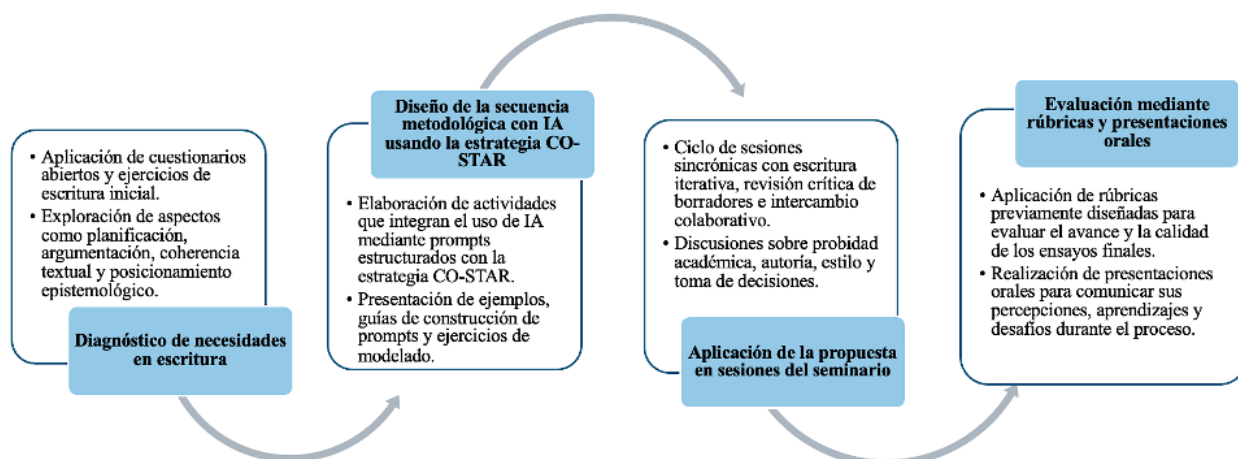 • Aplicación de cuestionarios
abiertos y ejercicios de
escritura inicial.
• Exploración de aspectos
como planificación,
argumentación, coherencia
textual y posicionamiento
epistemológico.
Diagnóstico de necesidades
en escritura
Diseño de la secuencia
metodológica con IA
usando la estrategia CO-
STAR
• Elaboración de actividades
que integran el uso de IA
mediante prompts
estructurados con la
estrategia CO-STAR.
• Presentación de ejemplos,
guías de construcción de
prompts y ejercicios de
modelado.
• Ciclo de sesiones
sincrónicas con escritura
iterativa, revisión crítica de
borradores e intercambio
colaborativo.
• Discusiones sobre probidad
académica, autoría, estilo y
toma de decisiones.
Aplicación de la propuesta
en sesiones del seminario
Evaluación mediante
rúbricas y presentaciones
orales
• Aplicación de rúbricas
previamente diseñadas para
evaluar el avance y la calidad
de los ensayos finales.
• Realización de presentaciones
orales para comunicar sus
percepciones, aprendizajes y
desafíos durante el proceso.